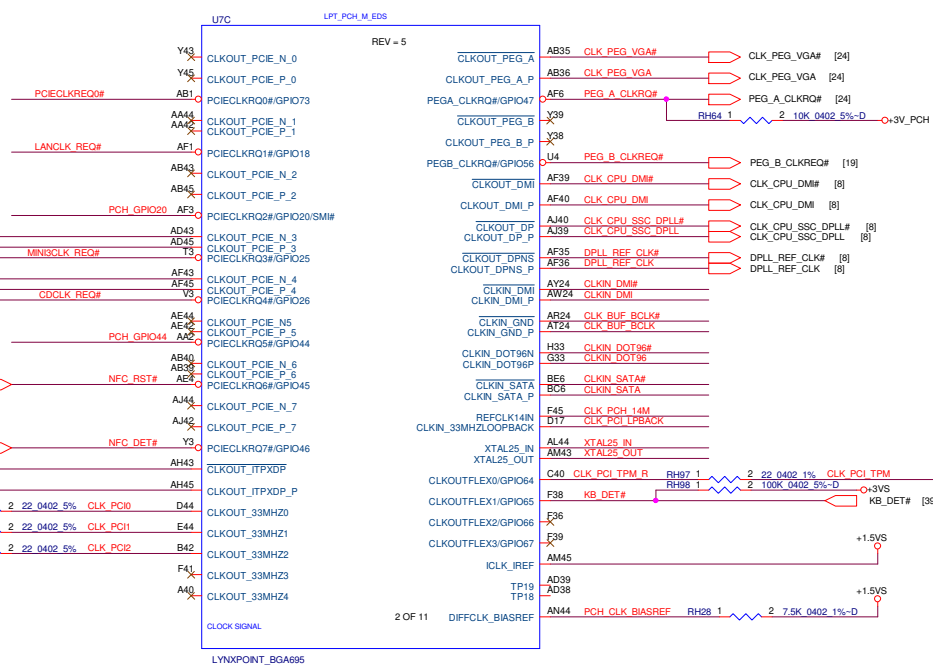 U7C
LPT_PCH_M_EDS
REV = 5
Y43 CLKOUT_PCIE_N_0
Y45 CLKOUT_PCIE_P_0
PCIECLKREQ0# AB1 PCIECLKRQ0#/GPIO73
AA44 CLKOUT_PCIE_N_1
AA42 CLKOUT_PCIE_P_1
LANCLK_REQ# AF1 PCIECLKRQ1#/GPIO18
AB43 CLKOUT_PCIE_N_2
AB45 CLKOUT_PCIE_P_2
PCH_GPIO20 AF3 PCIECLKRQ2#/GPIO20/SMI#
AD43 CLKOUT_PCIE_N_3
AD45 CLKOUT_PCIE_P_3
MINI3CLK_REQ# T3 PCIECLKRQ3#/GPIO25
AF43 CLKOUT_PCIE_N_4
AF45 CLKOUT_PCIE_P_4
CDCLK_REQ# V3 PCIECLKRQ4#/GPIO26
AE44 CLKOUT_PCIE_N5
AE42 CLKOUT_PCIE_P_5
PCH_GPIO44 AA2 PCIECLKRQ5#/GPIO44
AB40 CLKOUT_PCIE_N_6
AB39 CLKOUT_PCIE_P_6
NFC_RST# AE4 PCIECLKRQ6#/GPIO45
AJ44 CLKOUT_PCIE_N_7
AJ42 CLKOUT_PCIE_P_7
NFC_DET# Y3 PCIECLKRQ7#/GPIO46
AH43 CLKOUT_ITPXDP
AH45 CLKOUT_ITPXDP_P
2 22_0402_5% CLK_PCI0 D44 CLKOUT_33MHZ0
2 22_0402_5% CLK_PCI1 E44 CLKOUT_33MHZ1
2 22_0402_5% CLK_PCI2 B42 CLKOUT_33MHZ2
F41 CLKOUT_33MHZ3
A40 CLKOUT_33MHZ4
CLOCK SIGNAL
2 OF 11
LYNXPOINT_BGA695
CLKOUT_PEG_A AB35 CLK_PEG_VGA# CLK_PEG_VGA# [24]
CLKOUT_PEG_A_P AB36 CLK_PEG_VGA CLK_PEG_VGA [24]
PEGA_CLKRQ#/GPIO47 AF6 PEG_A_CLKRQ# PEG_A_CLKRQ# [24]
RH64 1 2 10K_0402_5%~D +3V_PCH
CLKOUT_PEG_B Y39
CLKOUT_PEG_B_P Y38
PEGB_CLKRQ#/GPIO56 U4 PEG_B_CLKREQ# PEG_B_CLKREQ# [19]
CLKOUT_DMI AF39 CLK_CPU_DMI# CLK_CPU_DMI# [8]
CLKOUT_DMI_P AF40 CLK_CPU_DMI CLK_CPU_DMI [8]
CLKOUT_DP AJ40 CLK_CPU_SSC_DPLL# CLK_CPU_SSC_DPLL# [8]
CLKOUT_DP_P AJ39 CLK_CPU_SSC_DPLL CLK_CPU_SSC_DPLL [8]
CLKOUT_DPNS AF35 DPLL_REF_CLK# DPLL_REF_CLK# [8]
CLKOUT_DPNS_P AF36 DPLL_REF_CLK DPLL_REF_CLK [8]
CLKIN_DMI AY24 CLKIN_DMI#
CLKIN_DMI_P AW24 CLKIN_DMI
CLKIN_GND AR24 CLK_BUF_BCLK#
CLKIN_GND_P AT24 CLK_BUF_BCLK
CLKIN_DOT96N H33 CLKIN_DOT96#
CLKIN_DOT96P G33 CLKIN_DOT96
CLKIN_SATA BE6 CLKIN_SATA#
CLKIN_SATA_P BC6 CLKIN_SATA
REFCLK14IN F45 CLK_PCH_14M
CLKIN_33MHZLOOPBACK D17 CLK_PCI_LPBACK
XTAL25_IN AL44 XTAL25_IN
XTAL25_OUT AM43 XTAL25_OUT
CLKOUTFLEX0/GPIO64 C40 CLK_PCI_TPM_R RH97 1 2 22_0402_1% CLK_PCI_TPM
RH98 1 2 100K_0402_5%~D +3VS
CLKOUTFLEX1/GPIO65 F38 KB_DET# KB_DET# [39
CLKOUTFLEX2/GPIO66 F36
CLKOUTFLEX3/GPIO67 F39
ICLK_IREF AM45 +1.5VS
TP19 AD39
TP18 AD38
DIFFCLK_BIASREF AN44 PCH_CLK_BIASREF RH28 1 2 7.5K_0402_1%~D +1.5VS